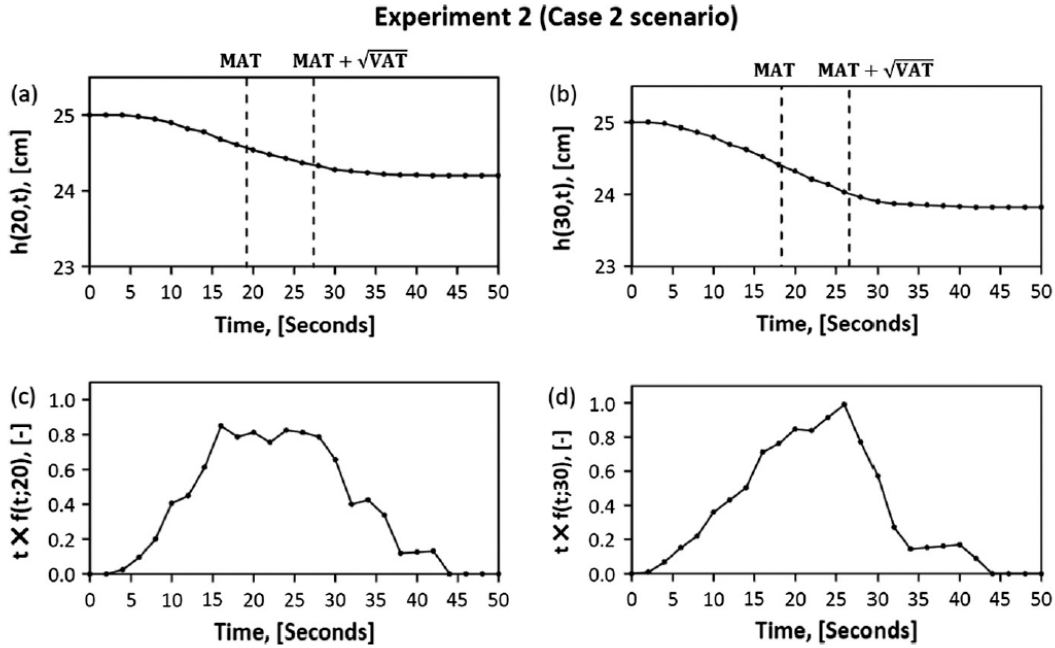 Experiment 2 (Case 2 scenario)
(a)
MAT
MAT + √VAT
25
24
23
h(20,t), [cm]
0 5 10 15 20 25 30 35 40 45 50
Time, [Seconds]
(b)
MAT
MAT + √VAT
25
24
23
h(30,t), [cm]
0 5 10 15 20 25 30 35 40 45 50
Time, [Seconds]
(c)
1.0
0.8
0.6
0.4
0.2
0.0
t X f(t;20), [-]
0 5 10 15 20 25 30 35 40 45 50
Time, [Seconds]
(d)
1.0
0.8
0.6
0.4
0.2
0.0
t X f(t;30), [-]
0 5 10 15 20 25 30 35 40 45 50
Time, [Seconds]